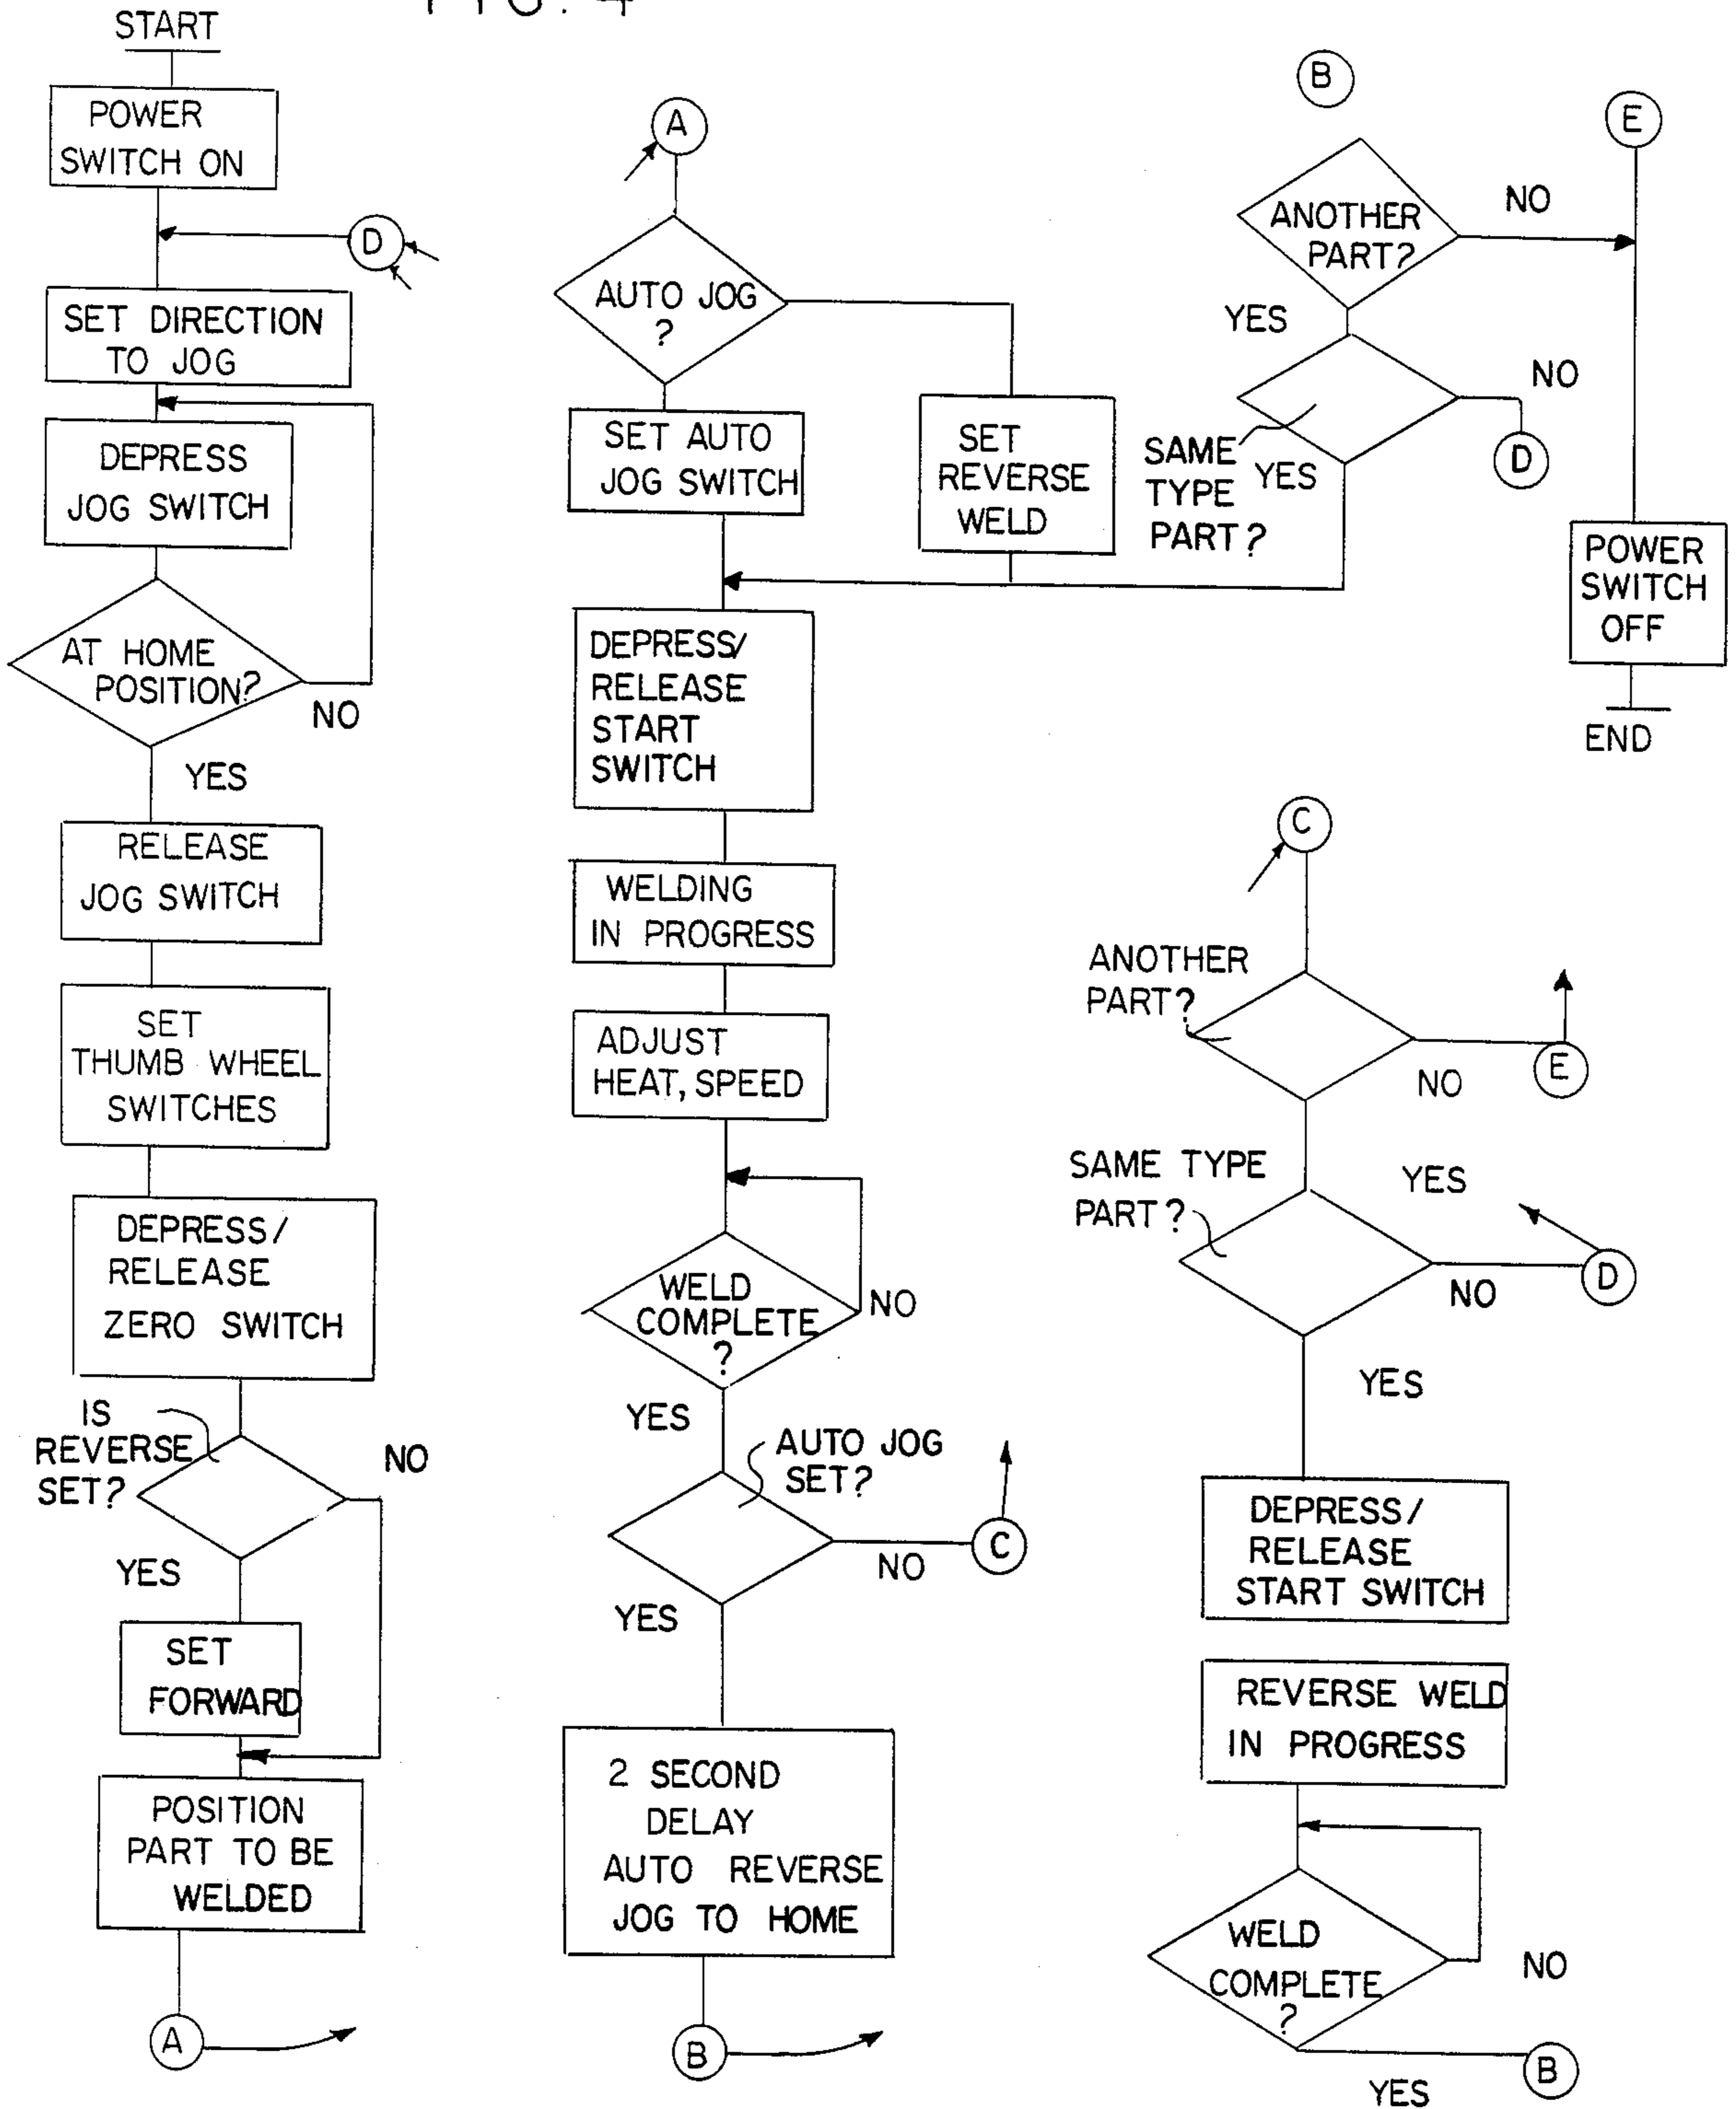 FIG. 4
START
POWER
SWITCH ON
D
SET DIRECTION
TO JOG
DEPRESS
JOG SWITCH
AT HOME
POSITION?
NO
YES
RELEASE
JOG SWITCH
SET
THUMB WHEEL
SWITCHES
DEPRESS/
RELEASE
ZERO SWITCH
IS
REVERSE
SET?
NO
YES
SET
FORWARD
POSITION
PART TO BE
WELDED
A
A
AUTO JOG
?
SET AUTO
JOG SWITCH
SET
REVERSE
WELD
DEPRESS/
RELEASE
START
SWITCH
WELDING
IN PROGRESS
ADJUST
HEAT, SPEED
WELD
COMPLETE
?
NO
YES
AUTO JOG
SET?
NO
C
YES
2 SECOND
DELAY
AUTO REVERSE
JOG TO HOME
B
B
ANOTHER
PART?
NO
E
YES
SAME
TYPE
PART?
NO
D
YES
POWER
SWITCH
OFF
END
C
ANOTHER
PART?
NO
E
YES
SAME TYPE
PART?
NO
D
YES
DEPRESS/
RELEASE
START SWITCH
REVERSE WELD
IN PROGRESS
WELD
COMPLETE
?
NO
YES
B